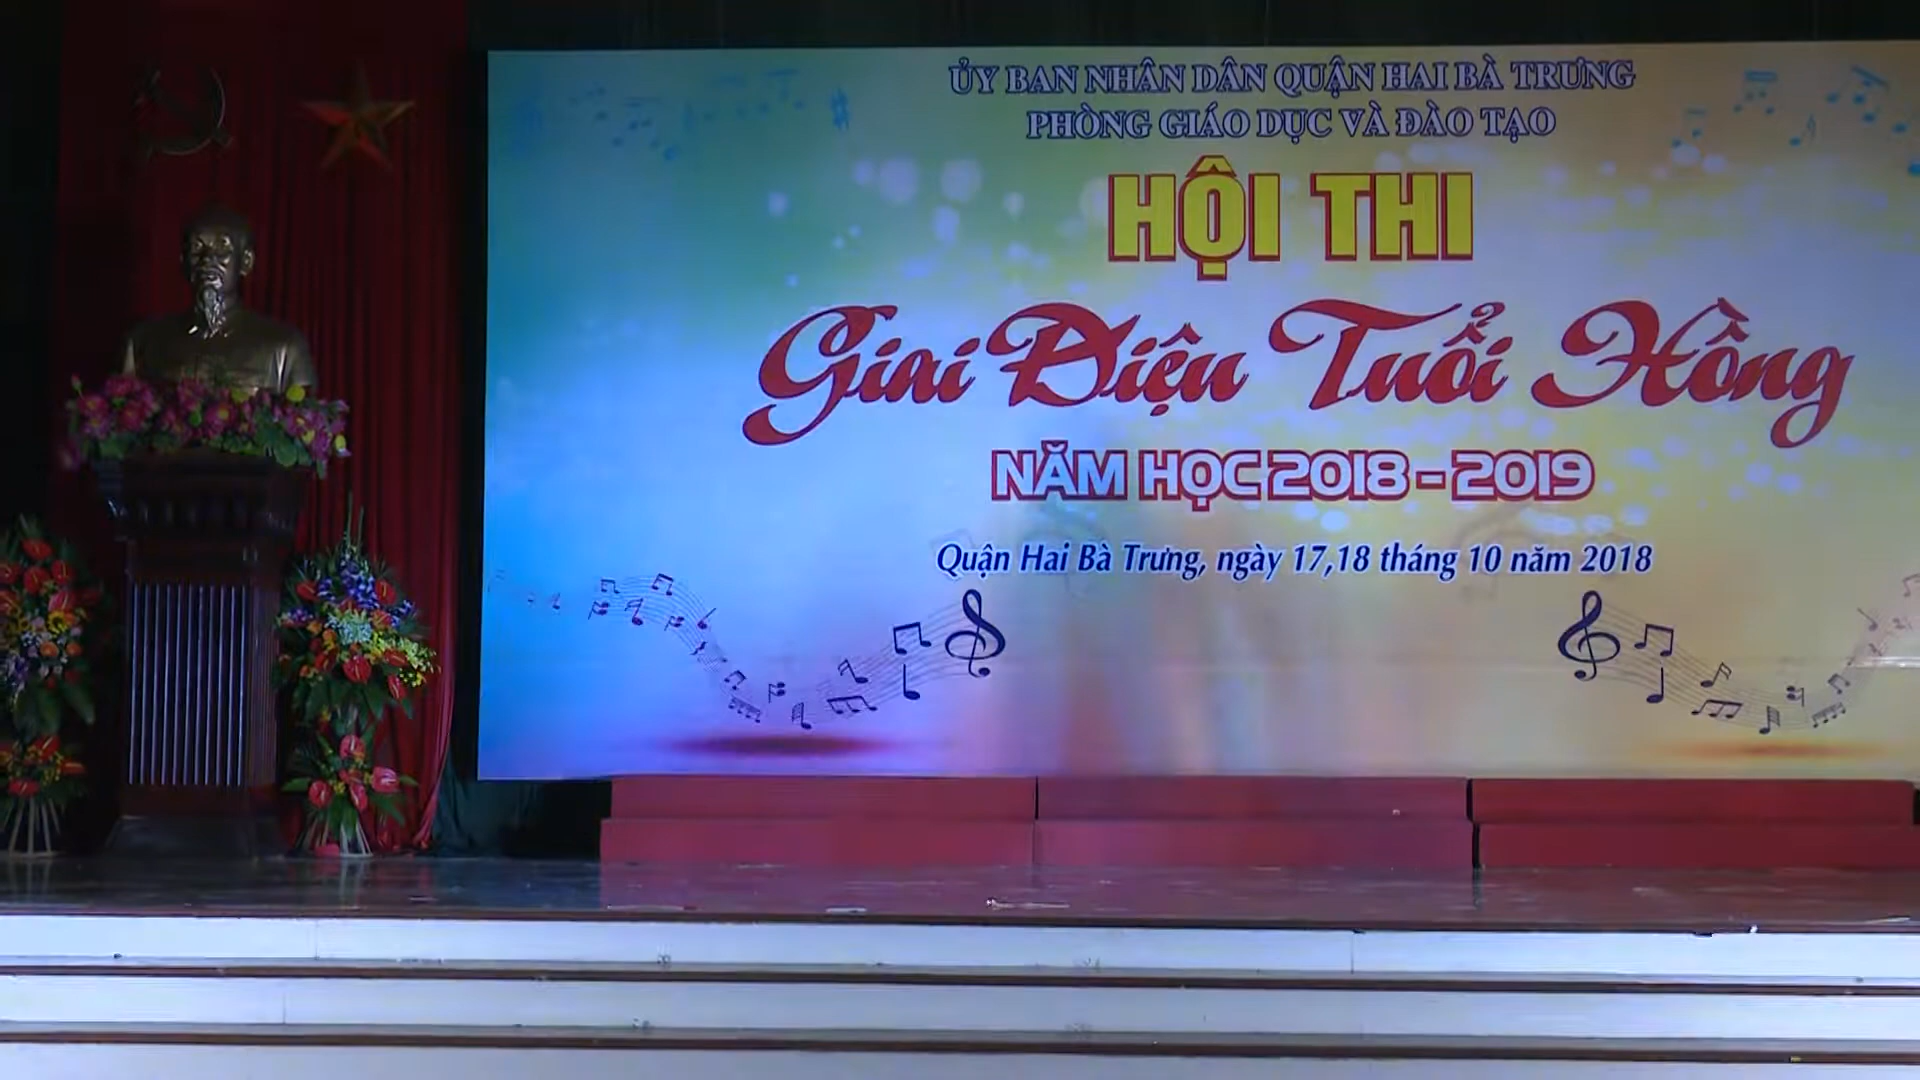 ỦY BAN NHÂN DÂN QUẬN HAI BÀ TRƯNG
PHÒNG GIÁO DỤC VÀ ĐÀO TẠO
HỘI THI
Giai Điệu Tuổi Hồng
NĂM HỌC 2018 - 2019
Quận Hai Bà Trưng, ngày 17,18 tháng 10 năm 2018